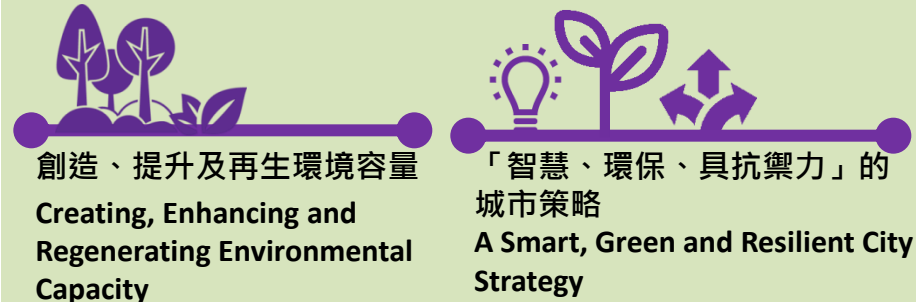 創造、提升及再生環境容量
Creating, Enhancing and
Regenerating Environmental
Capacity
「智慧、環保、具抗禦力」的
城市策略
A Smart, Green and Resilient City
Strategy